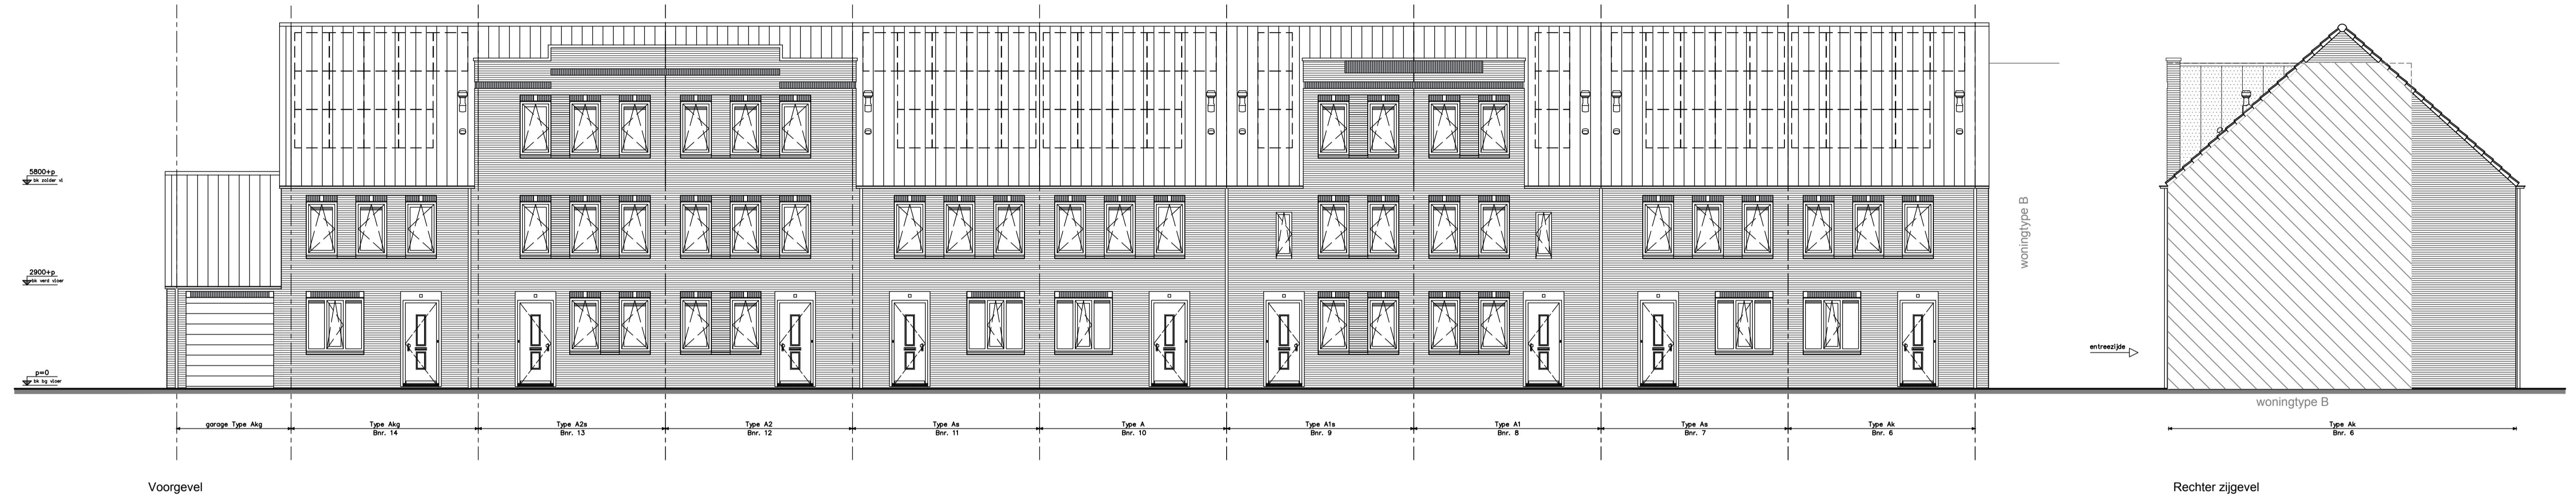 5800+p
bk zolder vl
2900+p
bk verd vloer
p=0
bk bg vloer
woningtype B
entreezijde
woningtype B
garage Type Akg
Type Akg
Bnr. 14
Type A2s
Bnr. 13
Type A2
Bnr. 12
Type As
Bnr. 11
Type A
Bnr. 10
Type A1s
Bnr. 9
Type A1
Bnr. 8
Type As
Bnr. 7
Type Ak
Bnr. 6
Type Ak
Bnr. 6
Voorgevel
Rechter zijgevel